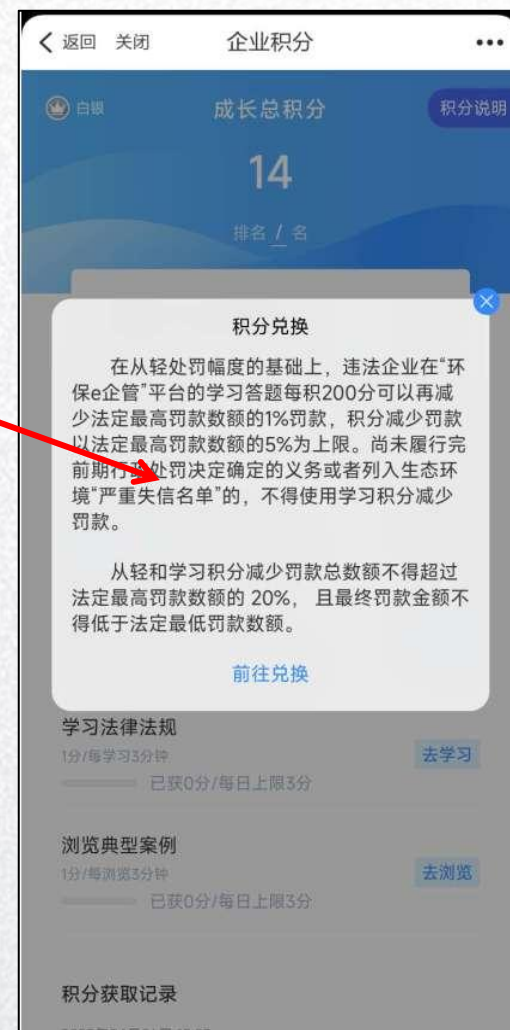 返回 关闭 企业积分
白银 成长总积分 积分说明
14
排名 / 名
积分兑换
在从轻处罚幅度的基础上，违法企业在“环
保e企管”平台的学习答题每积200分可以再减
少法定最高罚款数额的1%罚款，积分减少罚款
以法定最高罚款数额的5%为上限。尚未履行完
前期行政处罚决定确定的义务或者列入生态环
境“严重失信名单”的，不得使用学习积分减少
罚款。
从轻和学习积分减少罚款总数额不得超过
法定最高罚款数额的 20%， 且最终罚款金额不
得低于法定最低罚款数额。
前往兑换
学习法律法规
1分/每学习3分钟
去学习
已获0分/每日上限3分
浏览典型案例
1分/每浏览3分钟
去浏览
已获0分/每日上限3分
积分获取记录